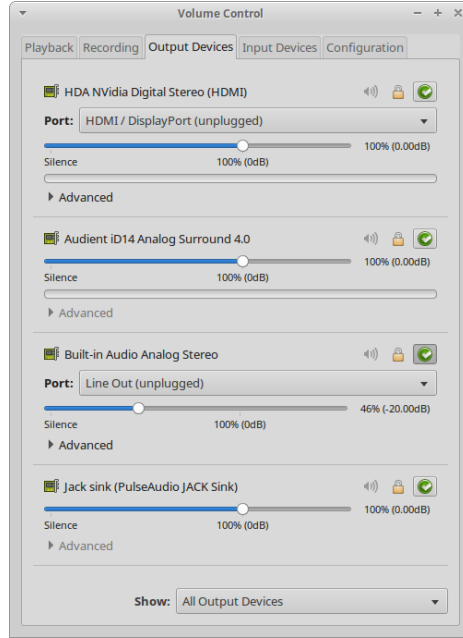 Volume Control
Playback Recording Output Devices Input Devices Configuration
HDA NVidia Digital Stereo (HDMI)
Port: HDMI / DisplayPort (unplugged)
100% (0.00dB)
Silence 100% (0dB)
Advanced
Audient iD14 Analog Surround 4.0
100% (0.00dB)
Silence 100% (0dB)
Advanced
Built-in Audio Analog Stereo
Port: Line Out (unplugged)
46% (-20.00dB)
Silence 100% (0dB)
Advanced
Jack sink (PulseAudio JACK Sink)
100% (0.00dB)
Silence 100% (0dB)
Advanced
Show: All Output Devices